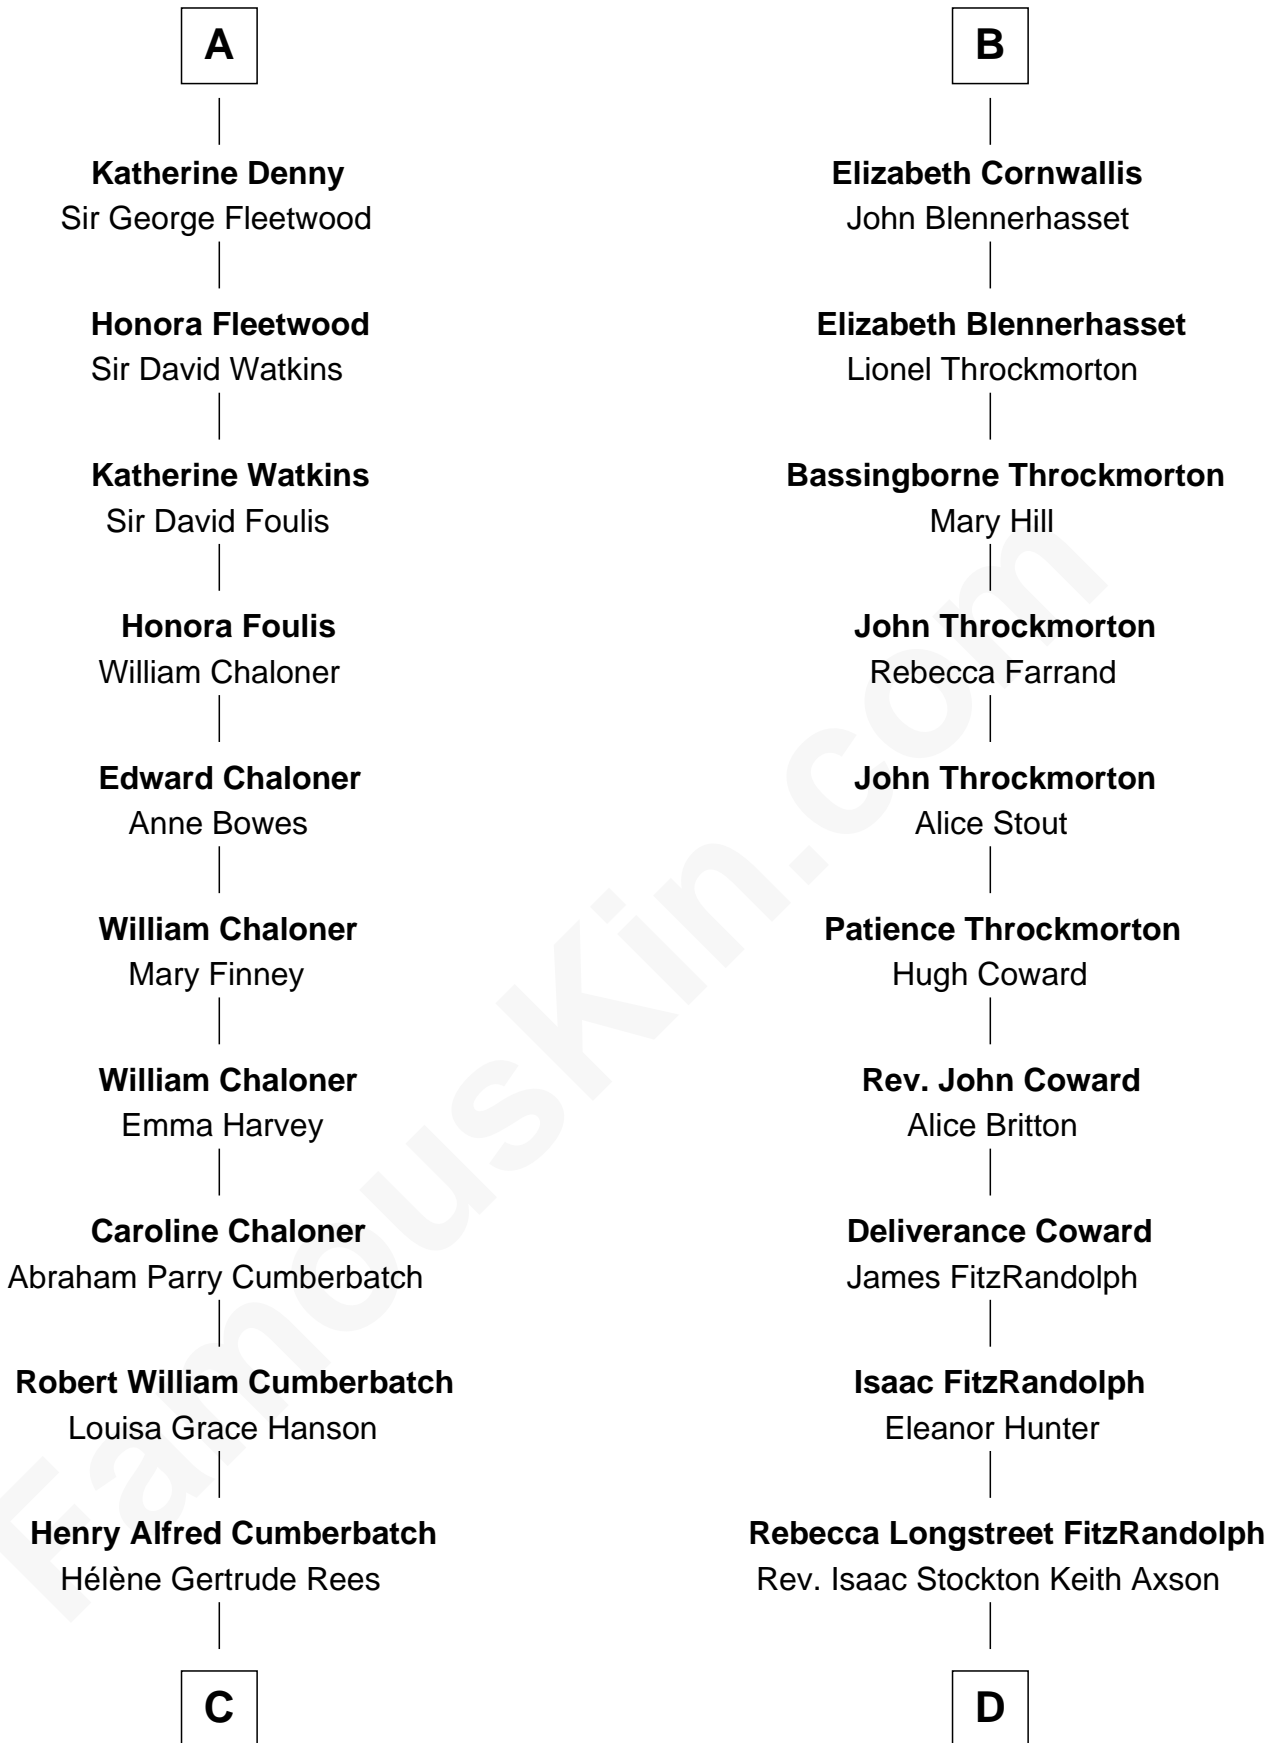 A
Katherine Denny
Sir George Fleetwood
Honora Fleetwood
Sir David Watkins
Katherine Watkins
Sir David Foulis
Honora Foulis
William Chaloner
Edward Chaloner
Anne Bowes
William Chaloner
Mary Finney
William Chaloner
Emma Harvey
Caroline Chaloner
Abraham Parry Cumberbatch
Robert William Cumberbatch
Louisa Grace Hanson
Henry Alfred Cumberbatch
Hélène Gertrude Rees
C
B
Elizabeth Cornwallis
John Blennerhasset
Elizabeth Blennerhasset
Lionel Throckmorton
Bassingborne Throckmorton
Mary Hill
John Throckmorton
Rebecca Farrand
John Throckmorton
Alice Stout
Patience Throckmorton
Hugh Coward
Rev. John Coward
Alice Britton
Deliverance Coward
James FitzRandolph
Isaac FitzRandolph
Eleanor Hunter
Rebecca Longstreet FitzRandolph
Rev. Isaac Stockton Keith Axson
D
FamousKin.com